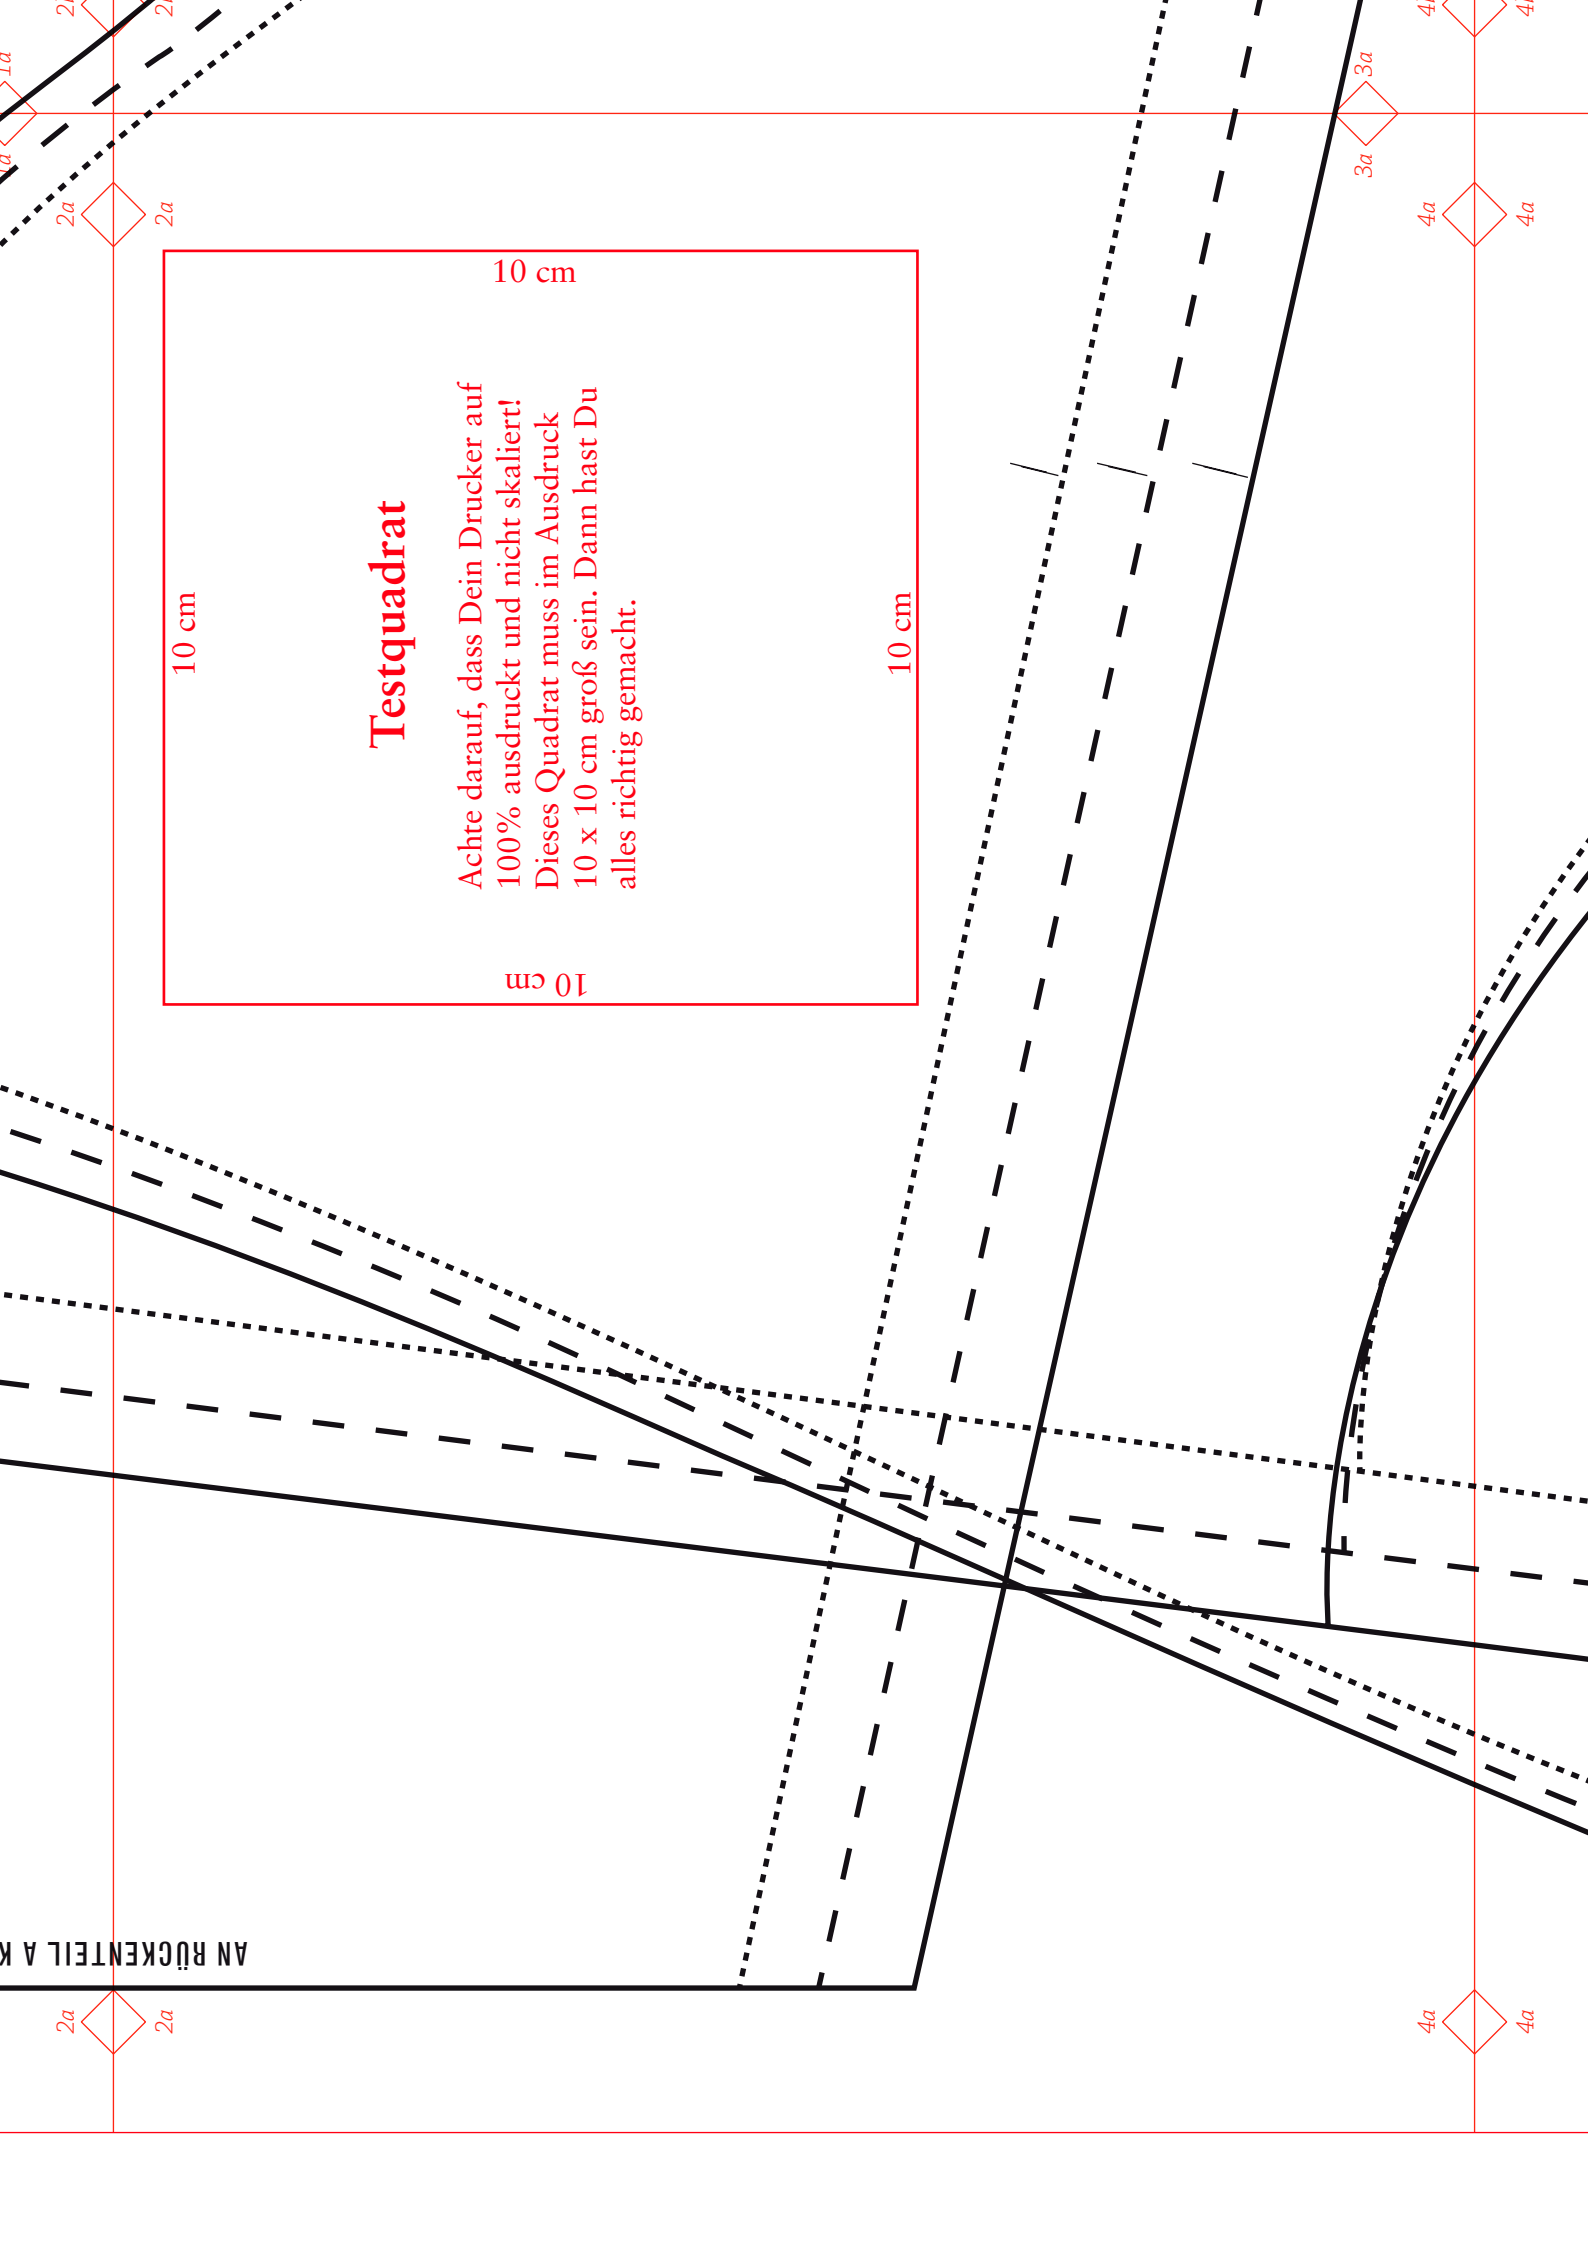 2a
2a
1a
1a
3a
3a
4a
4a
10 cm
10 cm
10 cm
10 cm
Testquadrat
Achte darauf, dass Dein Drucker auf
100% ausdruckt und nicht skaliert!
Dieses Quadrat muss im Ausdruck
10 x 10 cm groß sein. Dann hast Du
alles richtig gemacht.
AN RÜCKENTEIL A
2a
2a
4a
4a